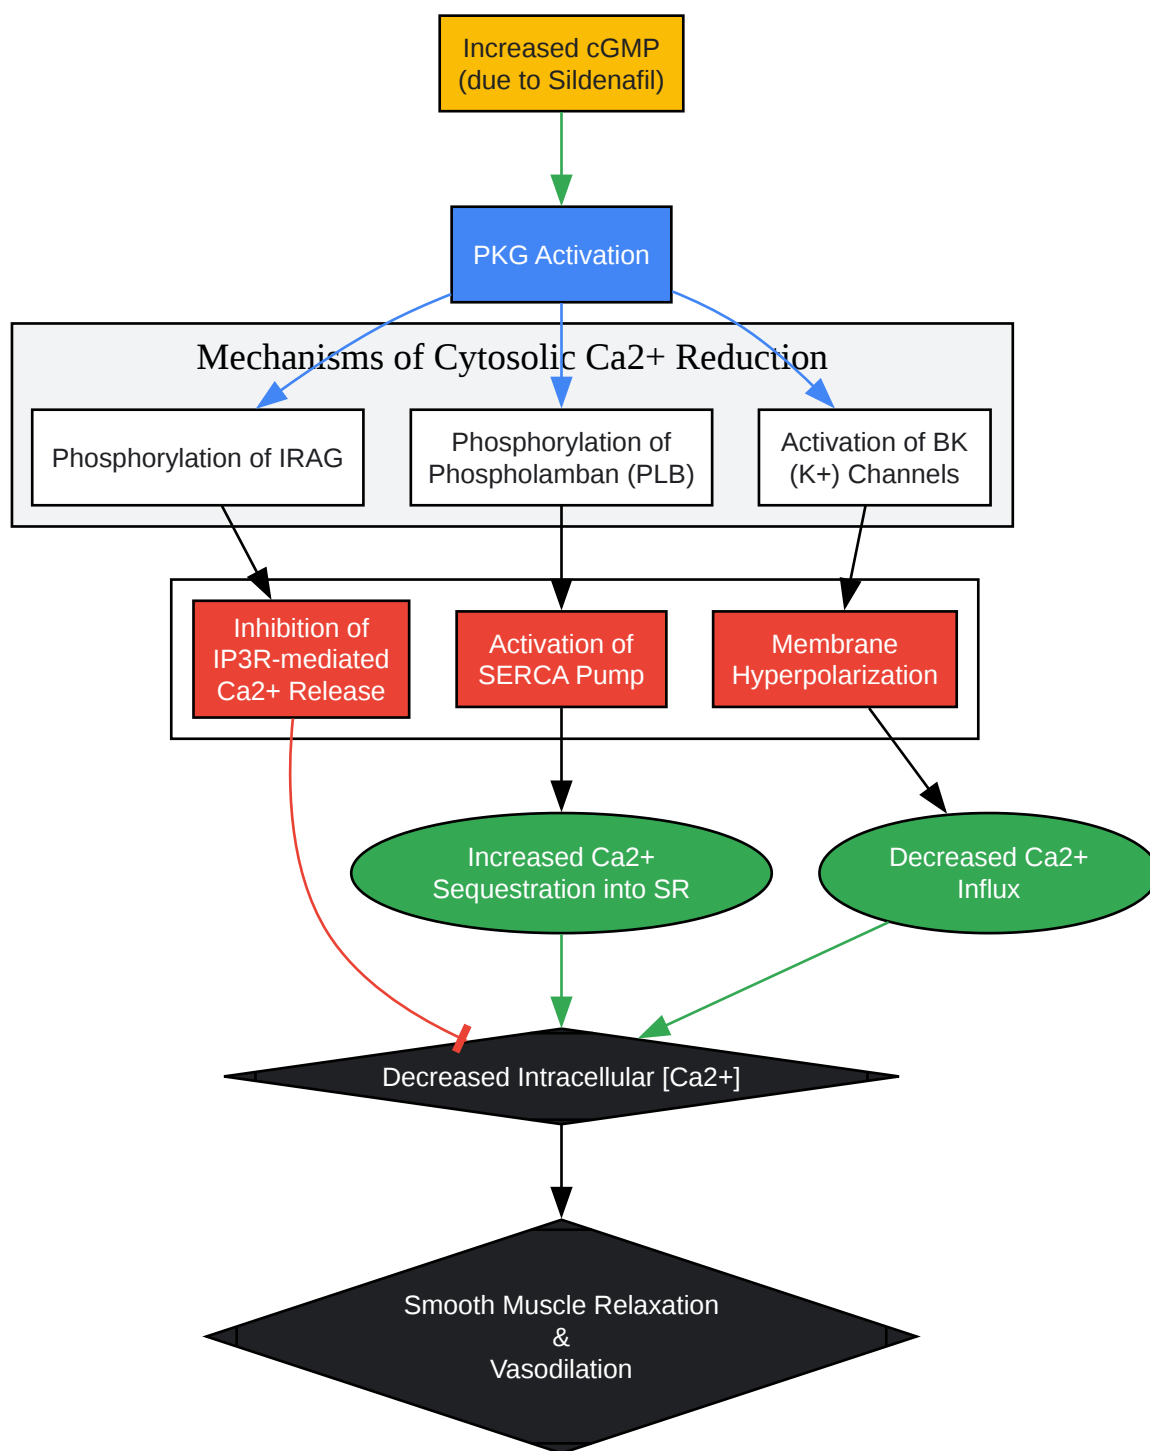 Increased cGMP
(due to Sildenafil)
PKG Activation
Mechanisms of Cytosolic Ca2+ Reduction
Phosphorylation of IRAG
Phosphorylation of
Phospholamban (PLB)
Activation of BK
(K+) Channels
Inhibition of
IP3R-mediated
Ca2+ Release
Activation of
SERCA Pump
Membrane
Hyperpolarization
Increased Ca2+
Sequestration into SR
Decreased Ca2+
Influx
Decreased Intracellular [Ca2+]
Smooth Muscle Relaxation
&
Vasodilation